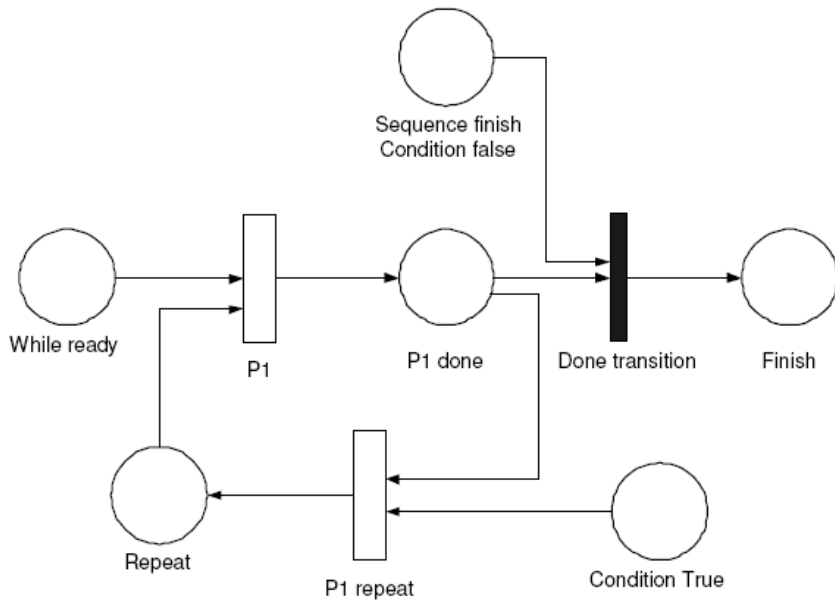 Sequence finish
Condition false
While ready
P1
P1 done
Done transition
Finish
Repeat
P1 repeat
Condition True